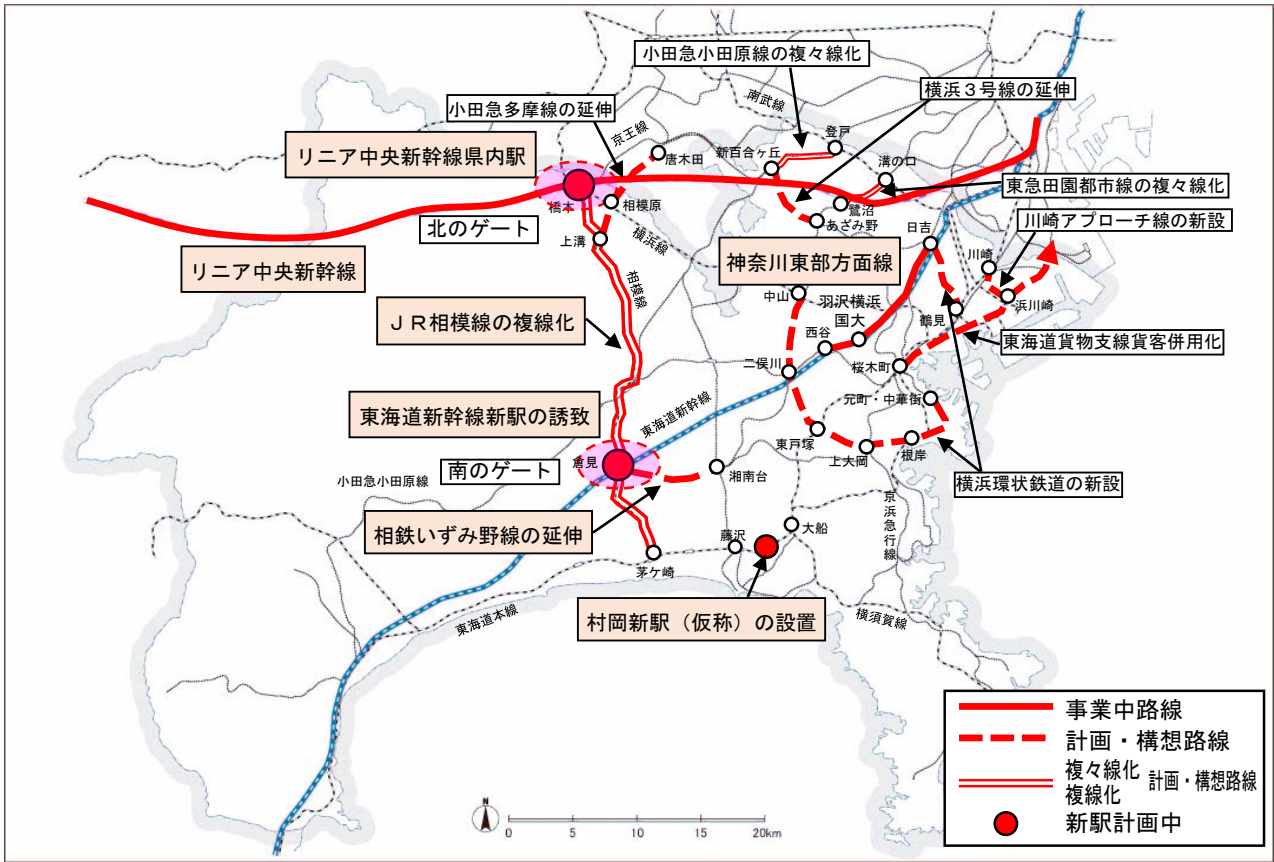 小田急小田原線の複々線化
横浜３号線の延伸
南武線
小田急多摩線の延伸
京王線
登戸
新百合ヶ丘
唐木田
溝の口
リニア中央新幹線県内駅
東急田園都市線の複々線化
橋本
相模原
鷺沼
あざみ野
川崎アプローチ線の新設
北のゲート
上溝
横浜線
日吉
川崎
リニア中央新幹線
神奈川東部方面線
相模線
中山
羽沢横浜
国大
浜川崎
鶴見
ＪＲ相模線の複線化
西谷
東海道貨物支線貨客併用化
二俣川
桜木町
東海道新幹線新駅の誘致
東海道新幹線
元町・中華街
東戸塚
上大岡
根岸
南のゲート
倉見
湘南台
横浜環状鉄道の新設
小田急小田原線
京浜急行線
相鉄いずみ野線の延伸
大船
藤沢
茅ケ崎
村岡新駅（仮称）の設置
東海道本線
横須賀線
事業中路線
計画・構想路線
複々線化
複線化
計画・構想路線
新駅計画中
N
0 5 10 15 20km